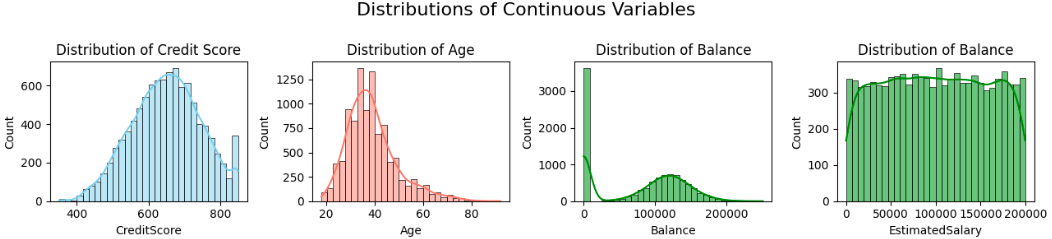 Distributions of Continuous Variables
Distribution of Credit Score
Count
600
400
200
0
400
600
800
CreditScore
Distribution of Age
Count
1250
1000
750
500
250
0
20
40
60
80
Age
Distribution of Balance
Count
3000
2000
1000
0
0
100000
200000
Balance
Distribution of Balance
Count
300
200
100
0
0
50000
100000
150000
200000
EstimatedSalary